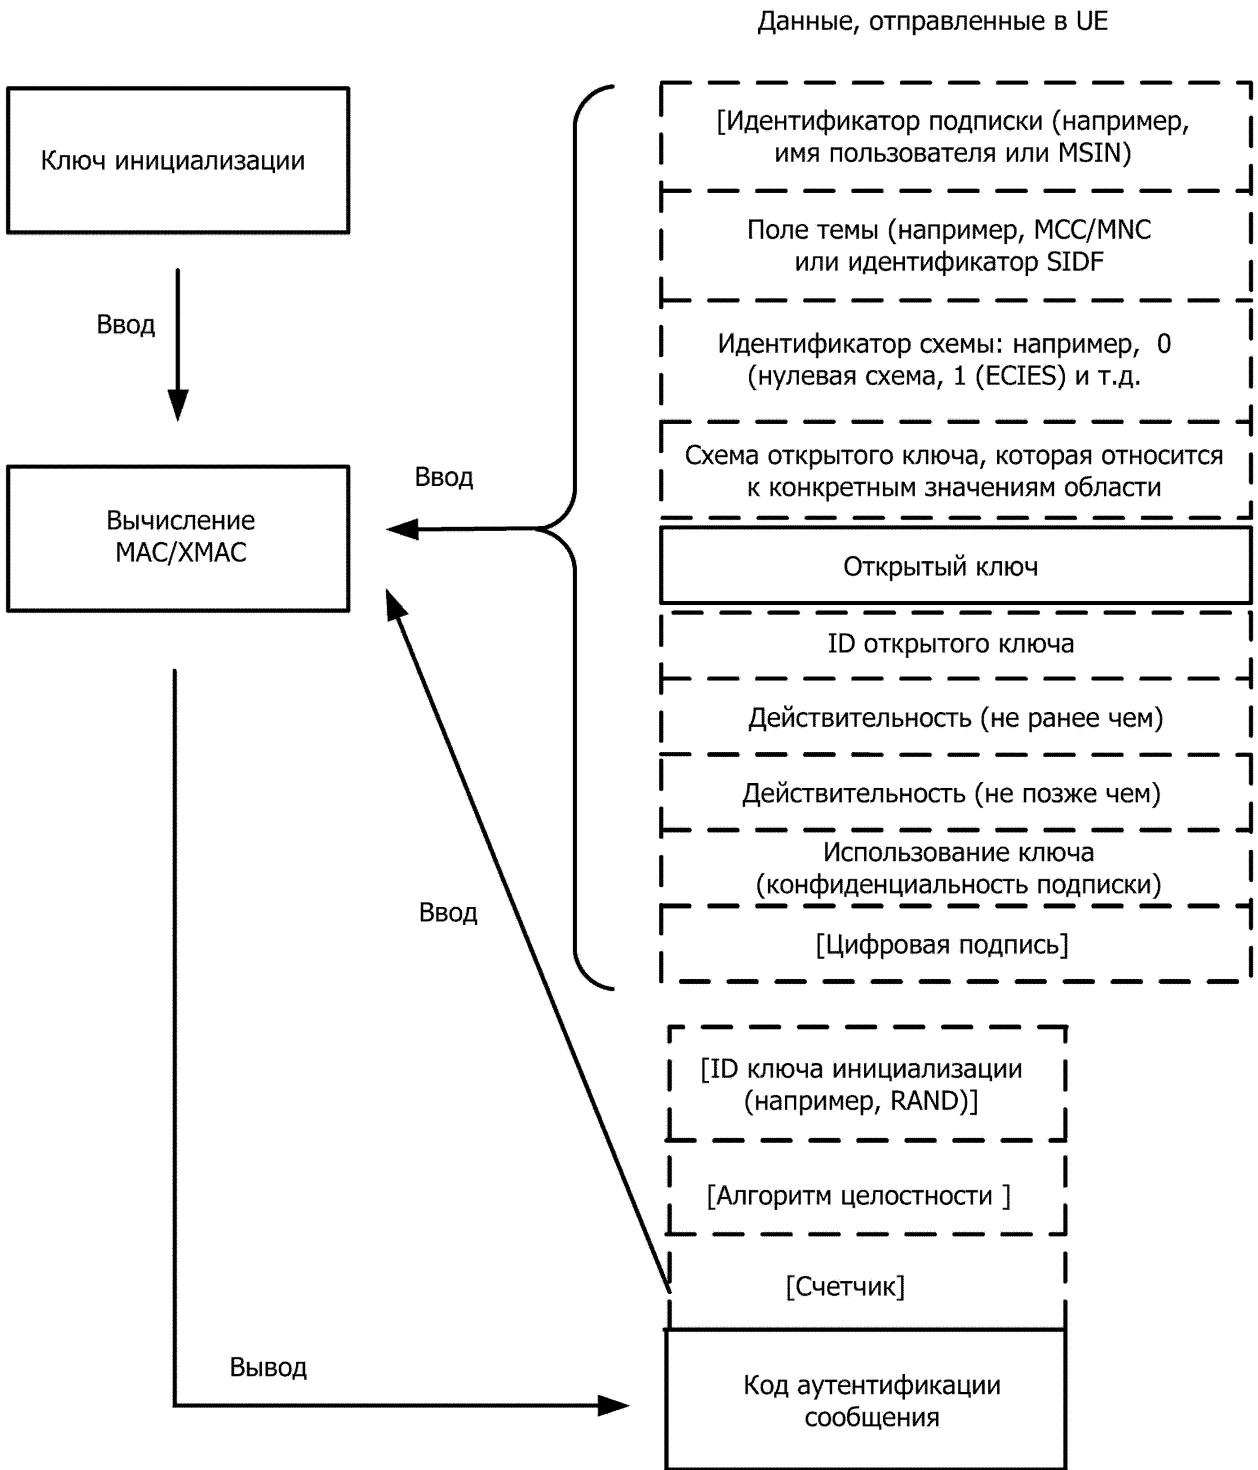 Данные, отправленные в UE
Ключ инициализации
[Идентификатор подписки (например,
имя пользователя или MSIN)
Поле темы (например, MCC/MNC
или идентификатор SIDF
Ввод
Идентификатор схемы: например, 0
(нулевая схема, 1 (ECIES) и т.д.
Схема открытого ключа, которая относится
к конкретным значениям области
Ввод
Вычисление
MAC/XMAC
Открытый ключ
ID открытого ключа
Действительность (не ранее чем)
Действительность (не позже чем)
Использование ключа
(конфиденциальность подписки)
Ввод
[Цифровая подпись]
[ID ключа инициализации
(например, RAND)]
[Алгоритм целостности ]
[Счетчик]
Вывод
Код аутентификации
сообщения